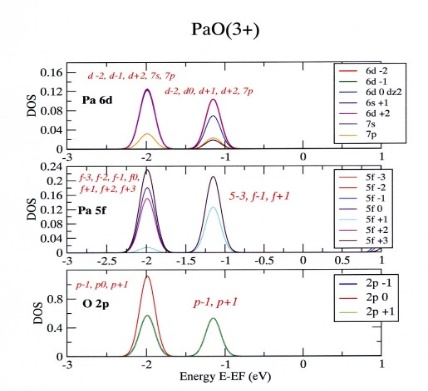 PaO(3+)
d -2, d-1, d+2, 7s, 7p
d-2, d0, d+1, d+2, 7p
Pa 6d
DOS
0.16
0.12
0.08
0.04
0
-3 -2 -1 0 1
6d -2
6d -1
6d 0 dz2
6s +1
6d +2
7s
7p
f-3, f-2, f-1, f0,
f+1, f+2, f+3
5-3, f-1, f+1
Pa 5f
DOS
0.24
0.2
0.16
0.12
0.08
0.04
0
-3 -2.5 -2 -1.5 -1 -0.5 0 0.5 1
5f -3
5f -2
5f -1
5f 0
5f +1
5f +2
5f +3
p-1, p0, p+1
p-1, p+1
O 2p
DOS
0.8
0.4
0
-3 -2 -1 0 1
2p -1
2p 0
2p +1
Energy E-EF (eV)